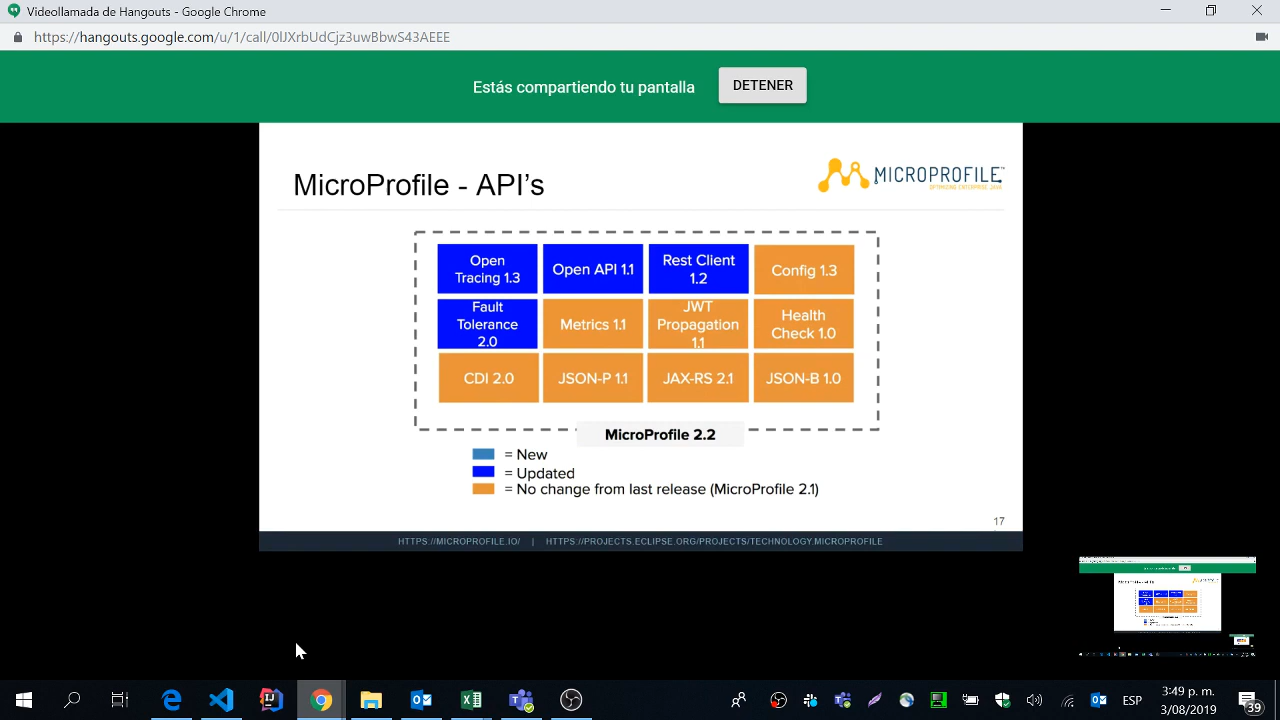 Videollamada de Hangouts - Google Chrome
https://hangouts.google.com/u/1/call/0lJXrbUdCjz3uwBbwS43AEEE
Estás compartiendo tu pantalla
DETENER
MicroProfile - API’s
MICROPROFILE™
OPTIMIZING ENTERPRISE JAVA
Open
Tracing 1.3
Open API 1.1
Rest Client
1.2
Config 1.3
Fault
Tolerance
2.0
Metrics 1.1
JWT
Propagation
1.1
Health
Check 1.0
CDI 2.0
JSON-P 1.1
JAX-RS 2.1
JSON-B 1.0
MicroProfile 2.2
= New
= Updated
= No change from last release (MicroProfile 2.1)
17
HTTPS://MICROPROFILE.IO/ | HTTPS://PROJECTS.ECLIPSE.ORG/PROJECTS/TECHNOLOGY.MICROPROFILE
ESP
3:49 p. m.
3/08/2019
39